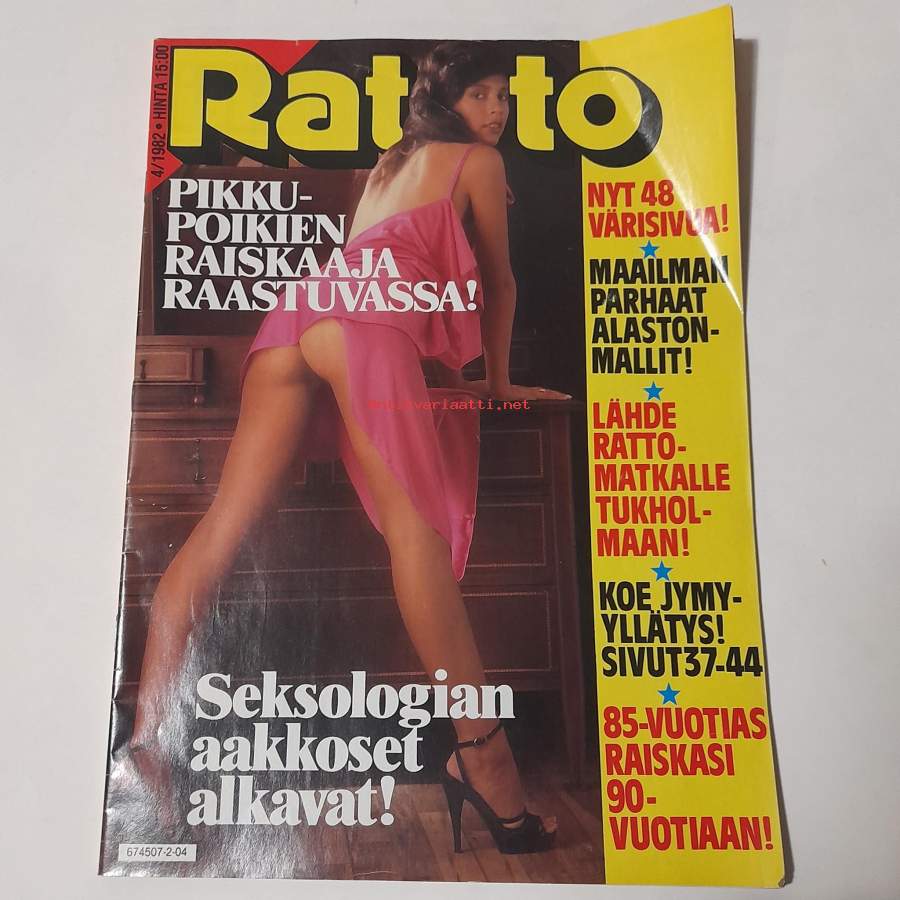 4/1982 • HINTA 15:00
Ratto
PIKKU-
POIKIEN
RAISKAAJA
RAASTUVASSA!
NYT 48
VÄRISIVUA!
MAAILMAN
PARHAAT
ALASTON-
MALLIT!
LÄHDE
RATTO-
MATKALLE
TUKHOL-
MAAN!
KOE JYMY-
YLLÄTYS!
SIVUT 37-44
85-VUOTIAS
RAISKASI
90-
VUOTIAAN!
antikvariaatti.net
Seksologian
aakkoset
alkavat!
674507-2-04